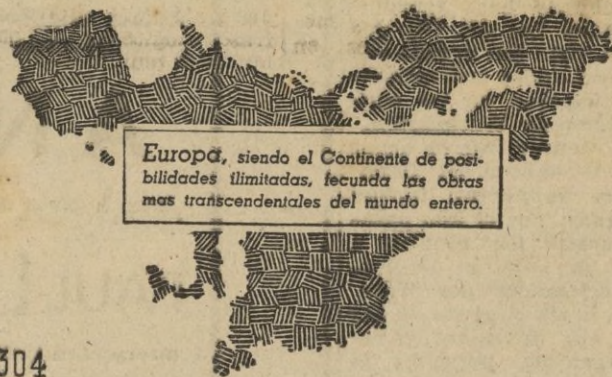 Europa, siendo el Continente de posi-
bilidades ilimitadas, fecunda las obras
mas transcendentales del mundo entero.
304